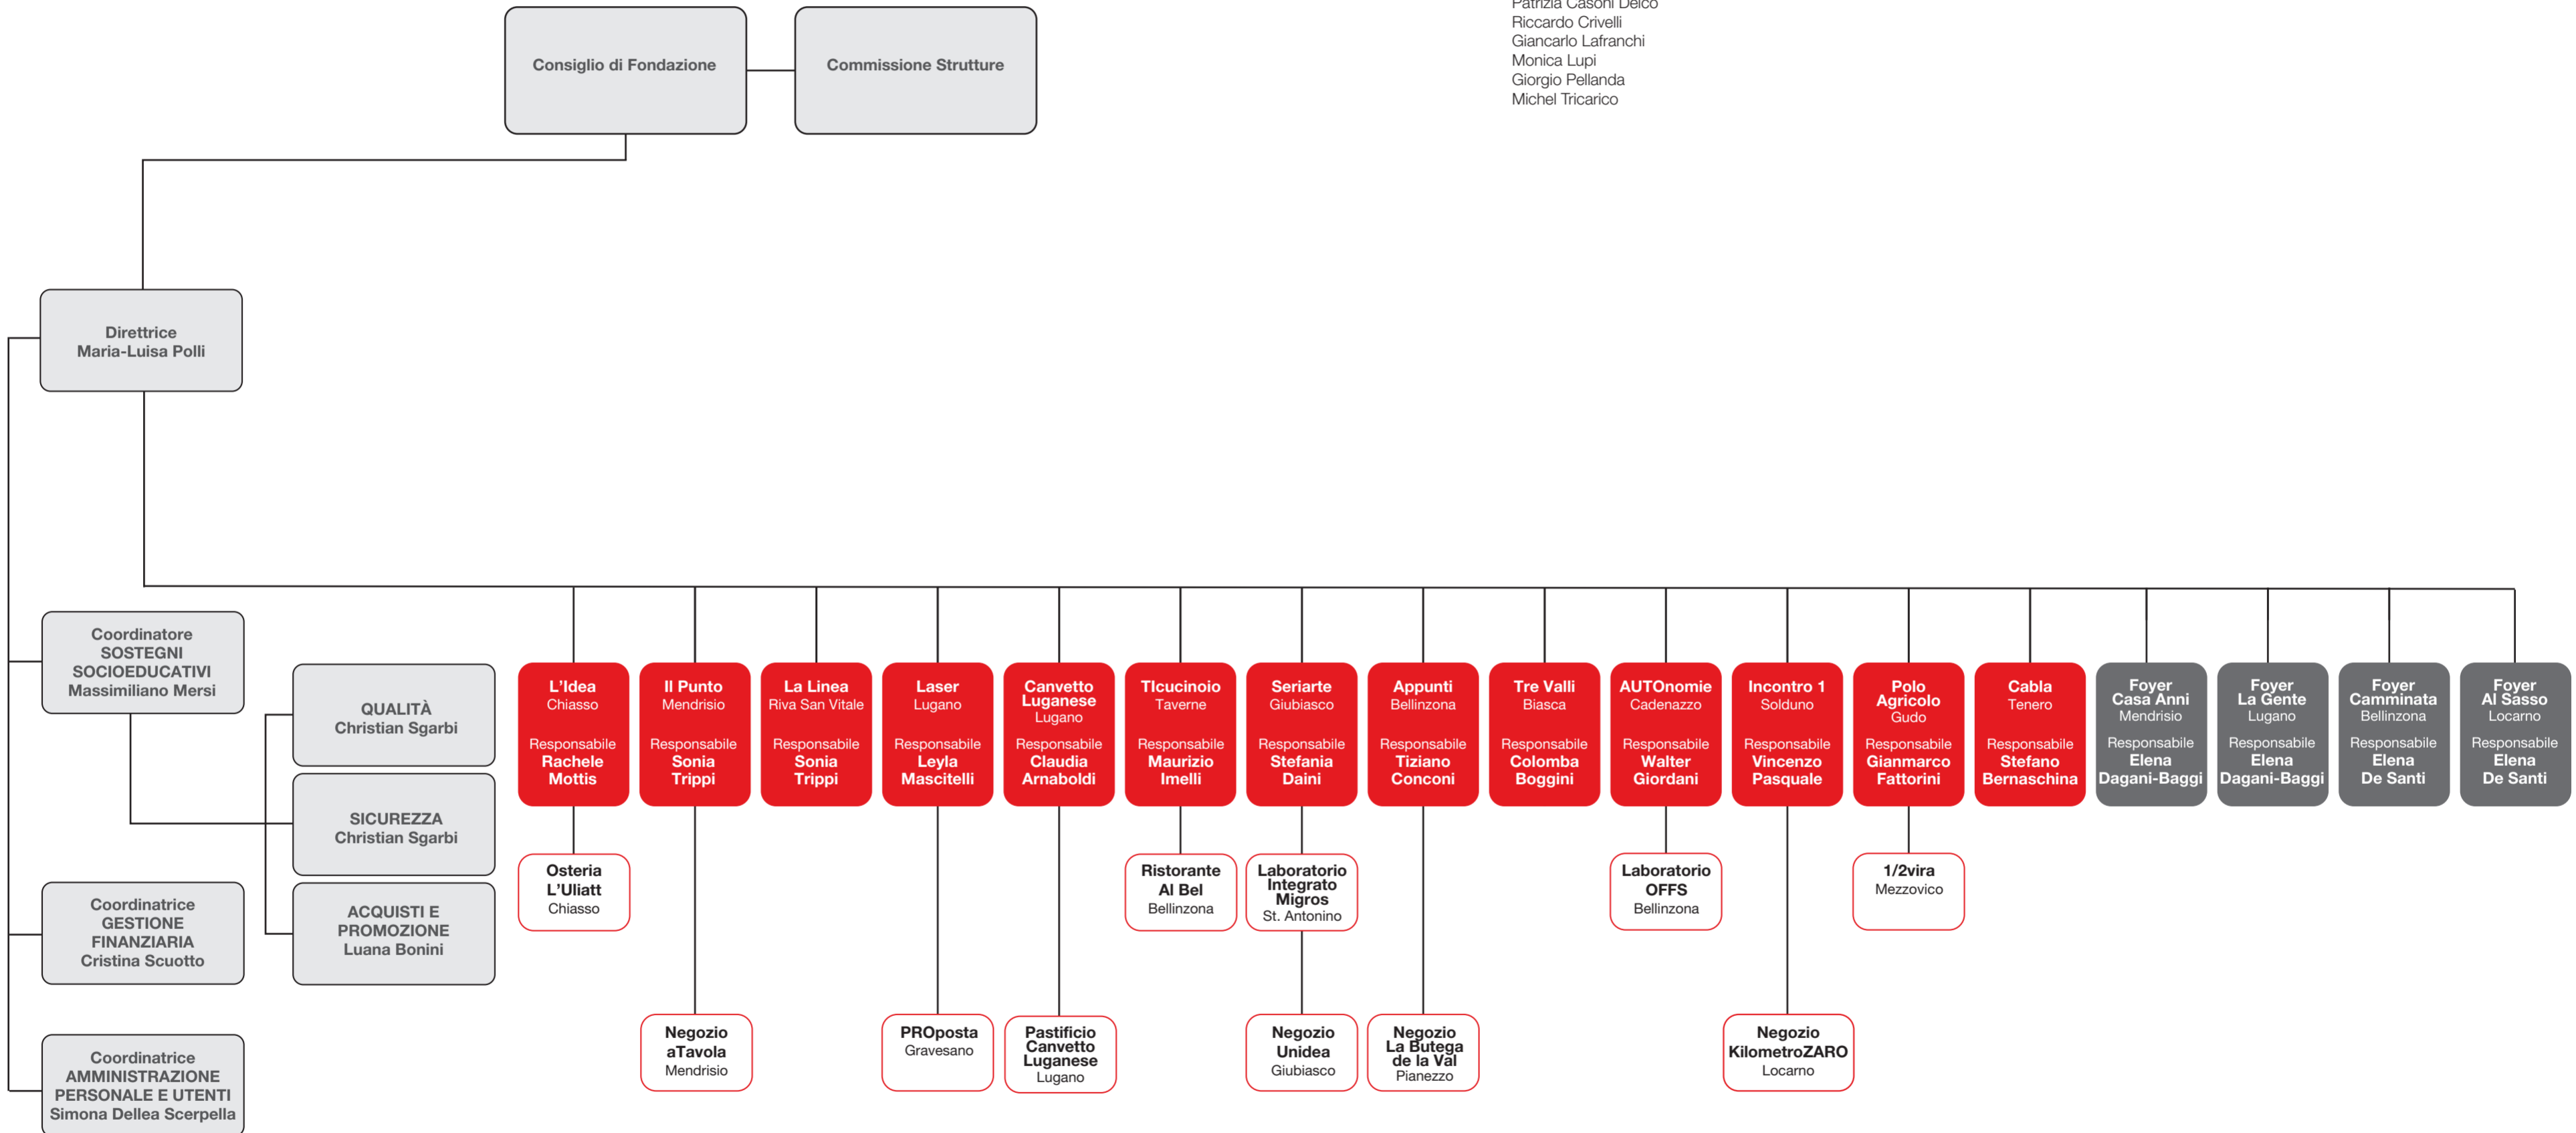 Patrizia Casoni Delcò
Riccardo Crivelli
Giancarlo Lafranchi
Monica Lupi
Giorgio Pellanda
Michel Tricarico
Consiglio di Fondazione
Commissione Strutture
Direttrice
Maria-Luisa Polli
Coordinatore
SOSTEGNI
SOCIOEDUCATIVI
Massimiliano Mersi
QUALITÀ
Christian Sgarbi
SICUREZZA
Christian Sgarbi
ACQUISTI E
PROMOZIONE
Luana Bonini
Coordinatrice
GESTIONE
FINANZIARIA
Cristina Scuotto
Coordinatrice
AMMINISTRAZIONE
PERSONALE E UTENTI
Simona Dellea Scerpella
L'Idea
Chiasso
Responsabile
Rachele
Mottis
Il Punto
Mendrisio
Responsabile
Sonia
Trippi
La Linea
Riva San Vitale
Responsabile
Sonia
Trippi
Laser
Lugano
Responsabile
Leyla
Mascitelli
Canvetto
Luganese
Lugano
Responsabile
Claudia
Arnaboldi
TIcucinoio
Taverne
Responsabile
Maurizio
Imelli
Seriarte
Giubiasco
Responsabile
Stefania
Daini
Appunti
Bellinzona
Responsabile
Tiziano
Conconi
Tre Valli
Biasca
Responsabile
Colomba
Boggini
AUTOnomie
Cadenazzo
Responsabile
Walter
Giordani
Incontro 1
Solduno
Responsabile
Vincenzo
Pasquale
Polo
Agricolo
Gudo
Responsabile
Gianmarco
Fattorini
Cabla
Tenero
Responsabile
Stefano
Bernaschina
Foyer
Casa Anni
Mendrisio
Responsabile
Elena
Dagani-Baggi
Foyer
La Gente
Lugano
Responsabile
Elena
Dagani-Baggi
Foyer
Camminata
Bellinzona
Responsabile
Elena
De Santi
Foyer
Al Sasso
Locarno
Responsabile
Elena
De Santi
Osteria
L'Uliatt
Chiasso
Ristorante
Al Bel
Bellinzona
Laboratorio
Integrato
Migros
St. Antonino
Laboratorio
OFFS
Bellinzona
1/2vira
Mezzovico
Negozio
aTavola
Mendrisio
PROposta
Gravesano
Pastificio
Canvetto
Luganese
Lugano
Negozio
Unidea
Giubiasco
Negozio
La Butega
de la Val
Pianezzo
Negozio
KilometroZARO
Locarno